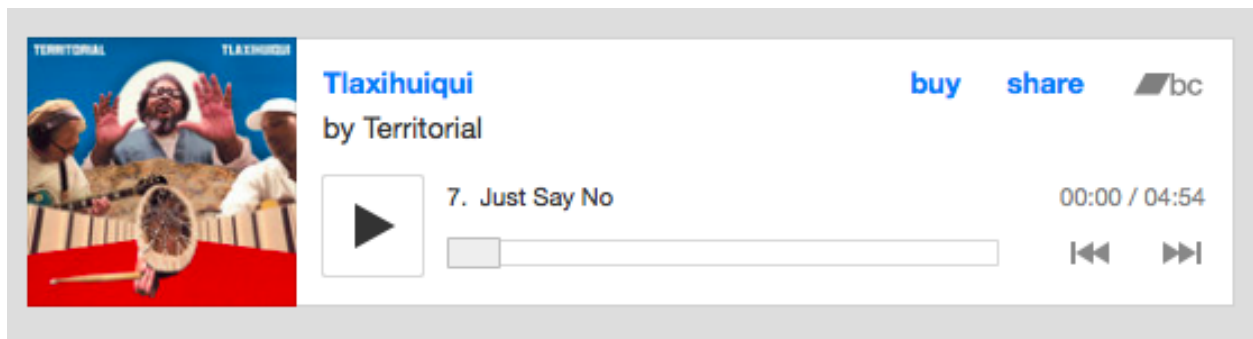 TERRITORIAL TLAXIHUIQUI
Tlaxihuiqui buy share bc
by Territorial
7. Just Say No 00:00 / 04:54